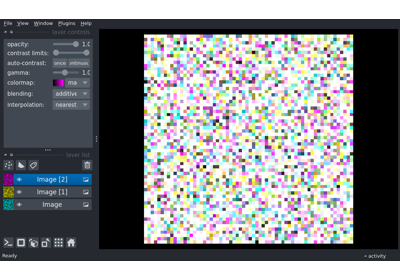 File View Window Plugins Help
layer controls
opacity: 1.0
contrast limits:
auto-contrast: once
gamma: 1.0
colormap: ma
blending: additive
interpolation: nearest
layer list
Image [2]
Image [1]
Image
Ready activity